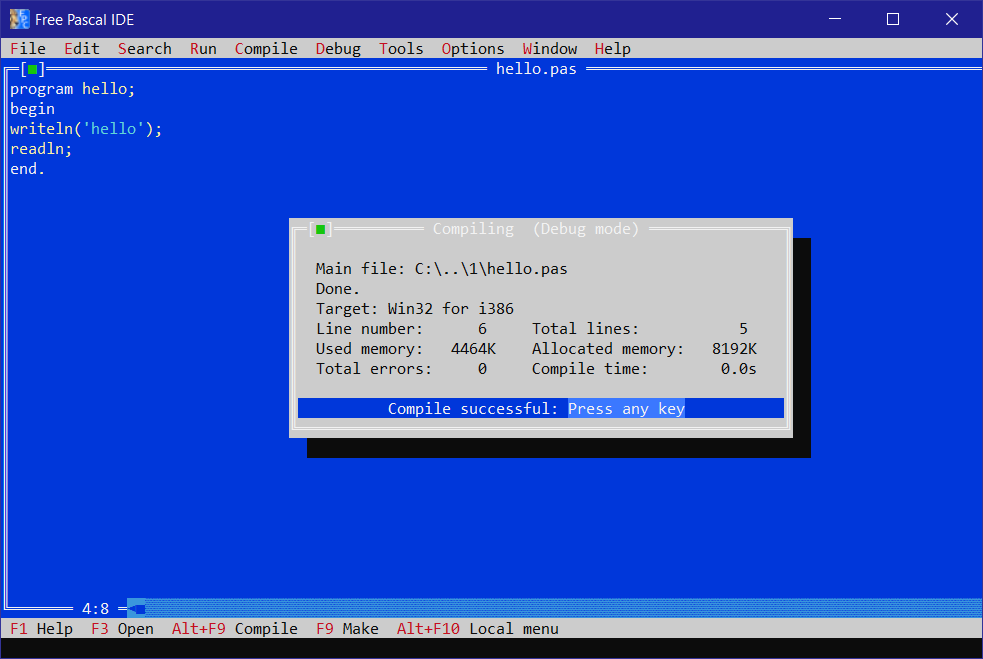 Free Pascal IDE
File Edit Search Run Compile Debug Tools Options Window Help
hello.pas
program hello;
begin
writeln('hello');
readln;
end.
Compiling (Debug mode)
Main file: C:\..\1\hello.pas
Done.
Target: Win32 for i386
Line number: 6 Total lines: 5
Used memory: 4464K Allocated memory: 8192K
Total errors: 0 Compile time: 0.0s
Compile successful: Press any key
4:8
F1 Help F3 Open Alt+F9 Compile F9 Make Alt+F10 Local menu